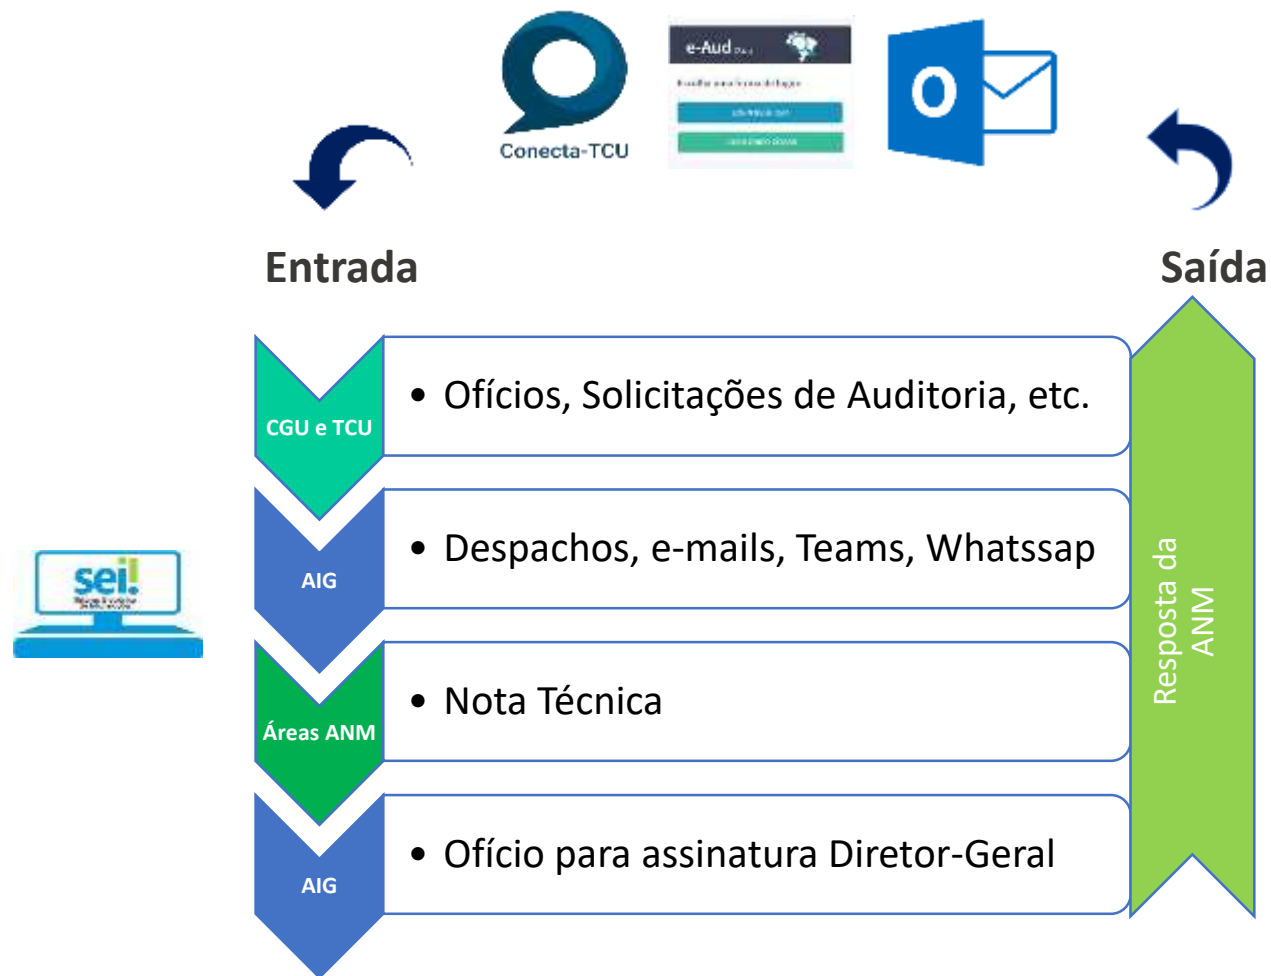 Conecta-TCU
e-Aud
Entrada
Saída
CGU e TCU
• Ofícios, Solicitações de Auditoria, etc.
AIG
• Despachos, e-mails, Teams, Whatssap
sei!
Áreas ANM
• Nota Técnica
AIG
• Ofício para assinatura Diretor-Geral
Resposta da
ANM